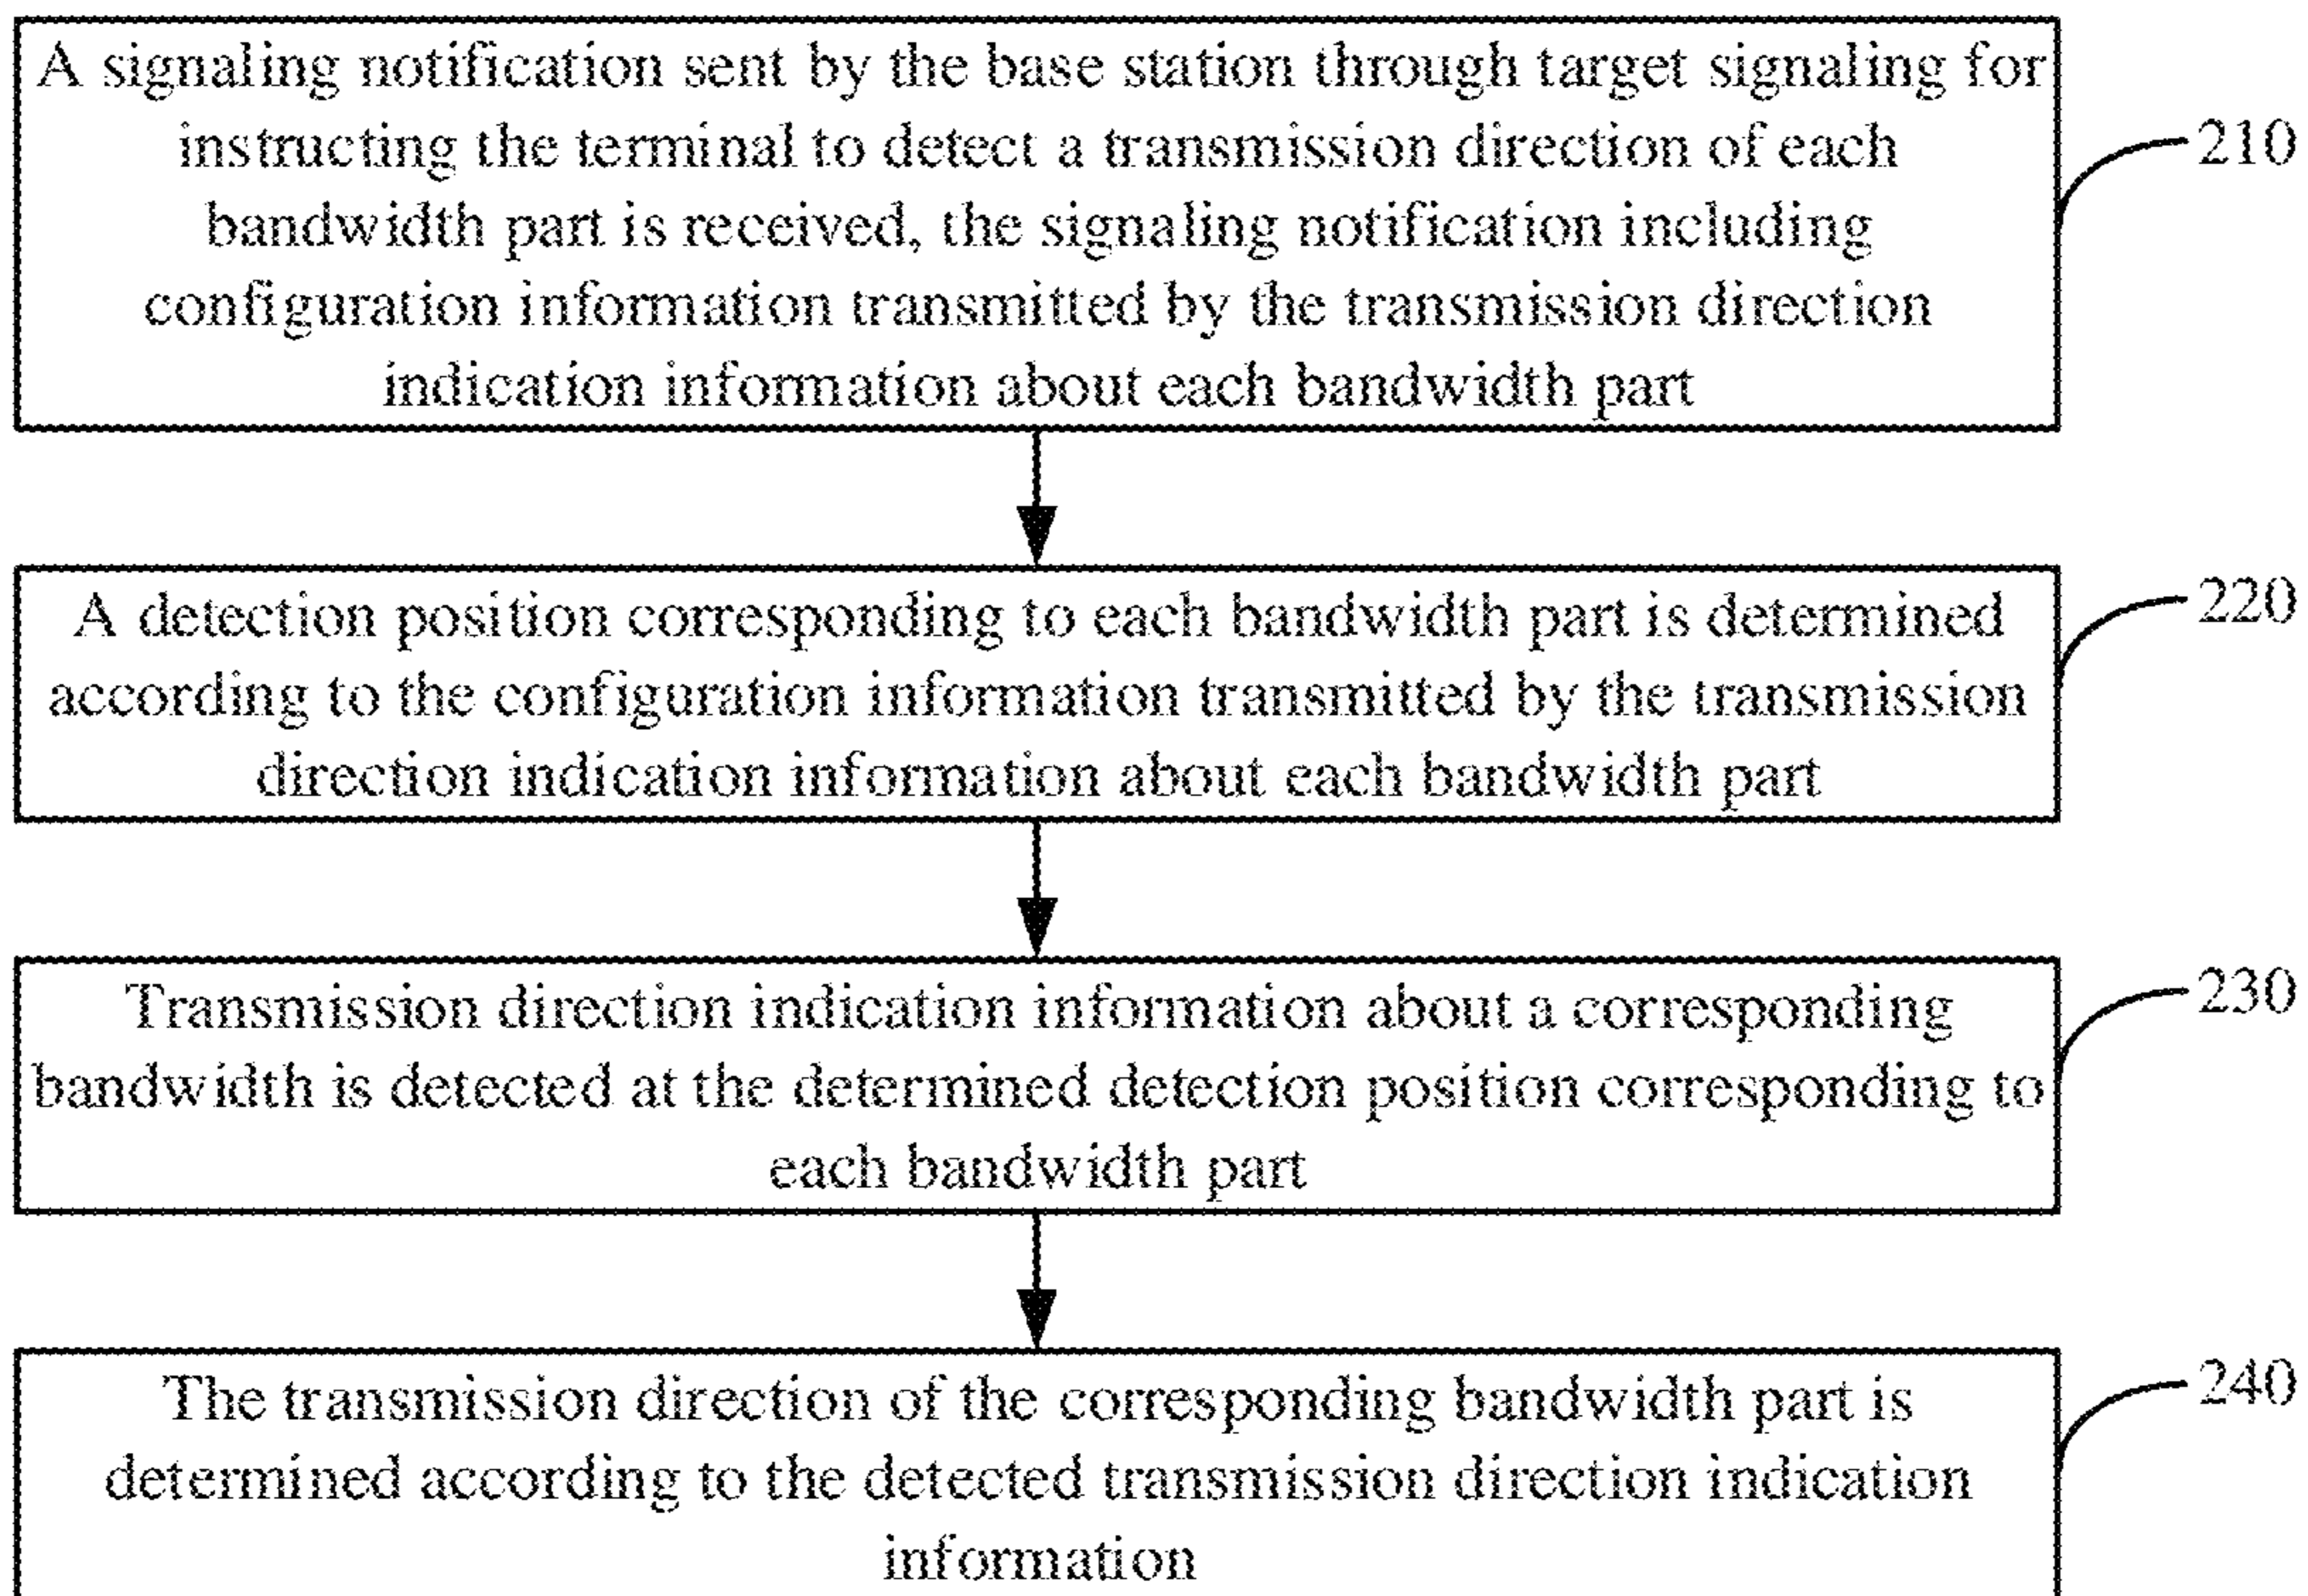 A signaling notification sent by the base station through target signaling for
instructing the terminal to detect a transmission direction of each
bandwidth part is received, the signaling notification including
configuration information transmitted by the transmission direction
indication information about each bandwidth part
210
A detection position corresponding to each bandwidth part is determined
according to the configuration information transmitted by the transmission
direction indication information about each bandwidth part
220
Transmission direction indication information about a corresponding
bandwidth is detected at the determined detection position corresponding to
each bandwidth part
230
The transmission direction of the corresponding bandwidth part is
determined according to the detected transmission direction indication
information
240